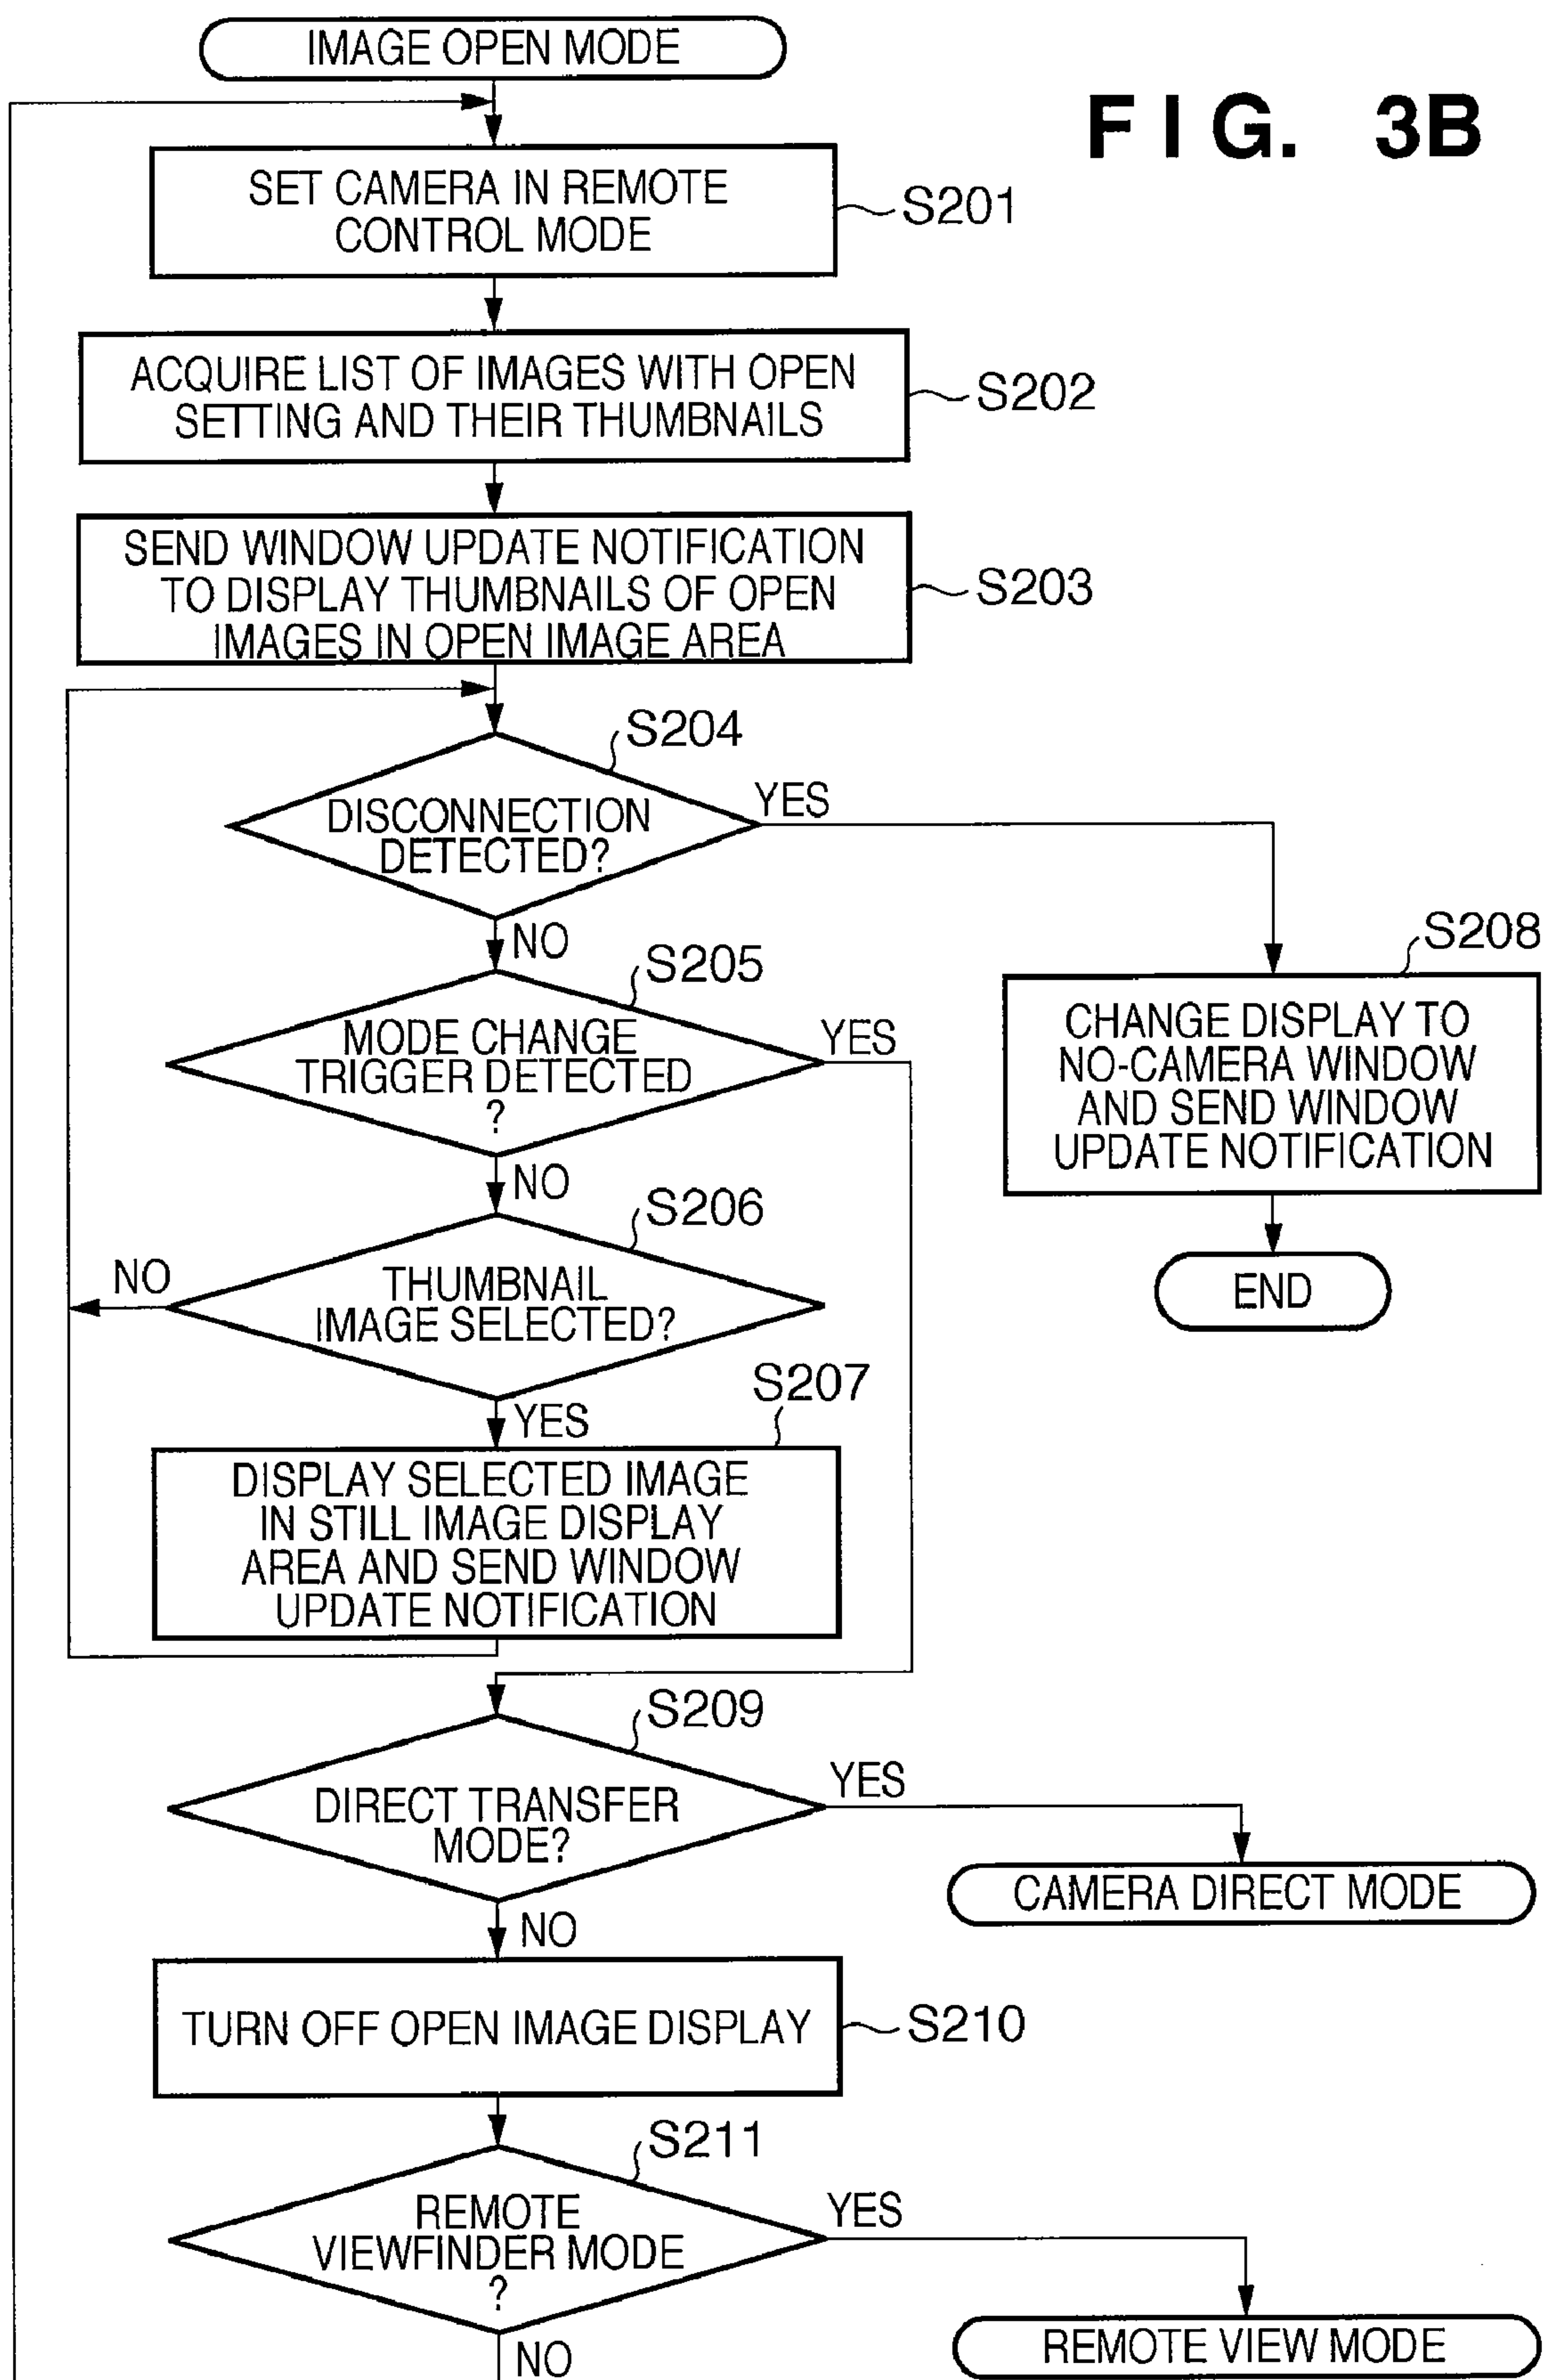 IMAGE OPEN MODE
FIG. 3B
SET CAMERA IN REMOTE
CONTROL MODE
S201
ACQUIRE LIST OF IMAGES WITH OPEN
SETTING AND THEIR THUMBNAILS
S202
SEND WINDOW UPDATE NOTIFICATION
TO DISPLAY THUMBNAILS OF OPEN
IMAGES IN OPEN IMAGE AREA
S203
S204
DISCONNECTION
DETECTED?
YES
NO
S208
CHANGE DISPLAY TO
NO-CAMERA WINDOW
AND SEND WINDOW
UPDATE NOTIFICATION
END
S205
MODE CHANGE
TRIGGER DETECTED
?
YES
NO
S206
THUMBNAIL
IMAGE SELECTED?
NO
YES
S207
DISPLAY SELECTED IMAGE
IN STILL IMAGE DISPLAY
AREA AND SEND WINDOW
UPDATE NOTIFICATION
S209
DIRECT TRANSFER
MODE?
YES
CAMERA DIRECT MODE
NO
TURN OFF OPEN IMAGE DISPLAY
S210
S211
REMOTE
VIEWFINDER MODE
?
YES
REMOTE VIEW MODE
NO